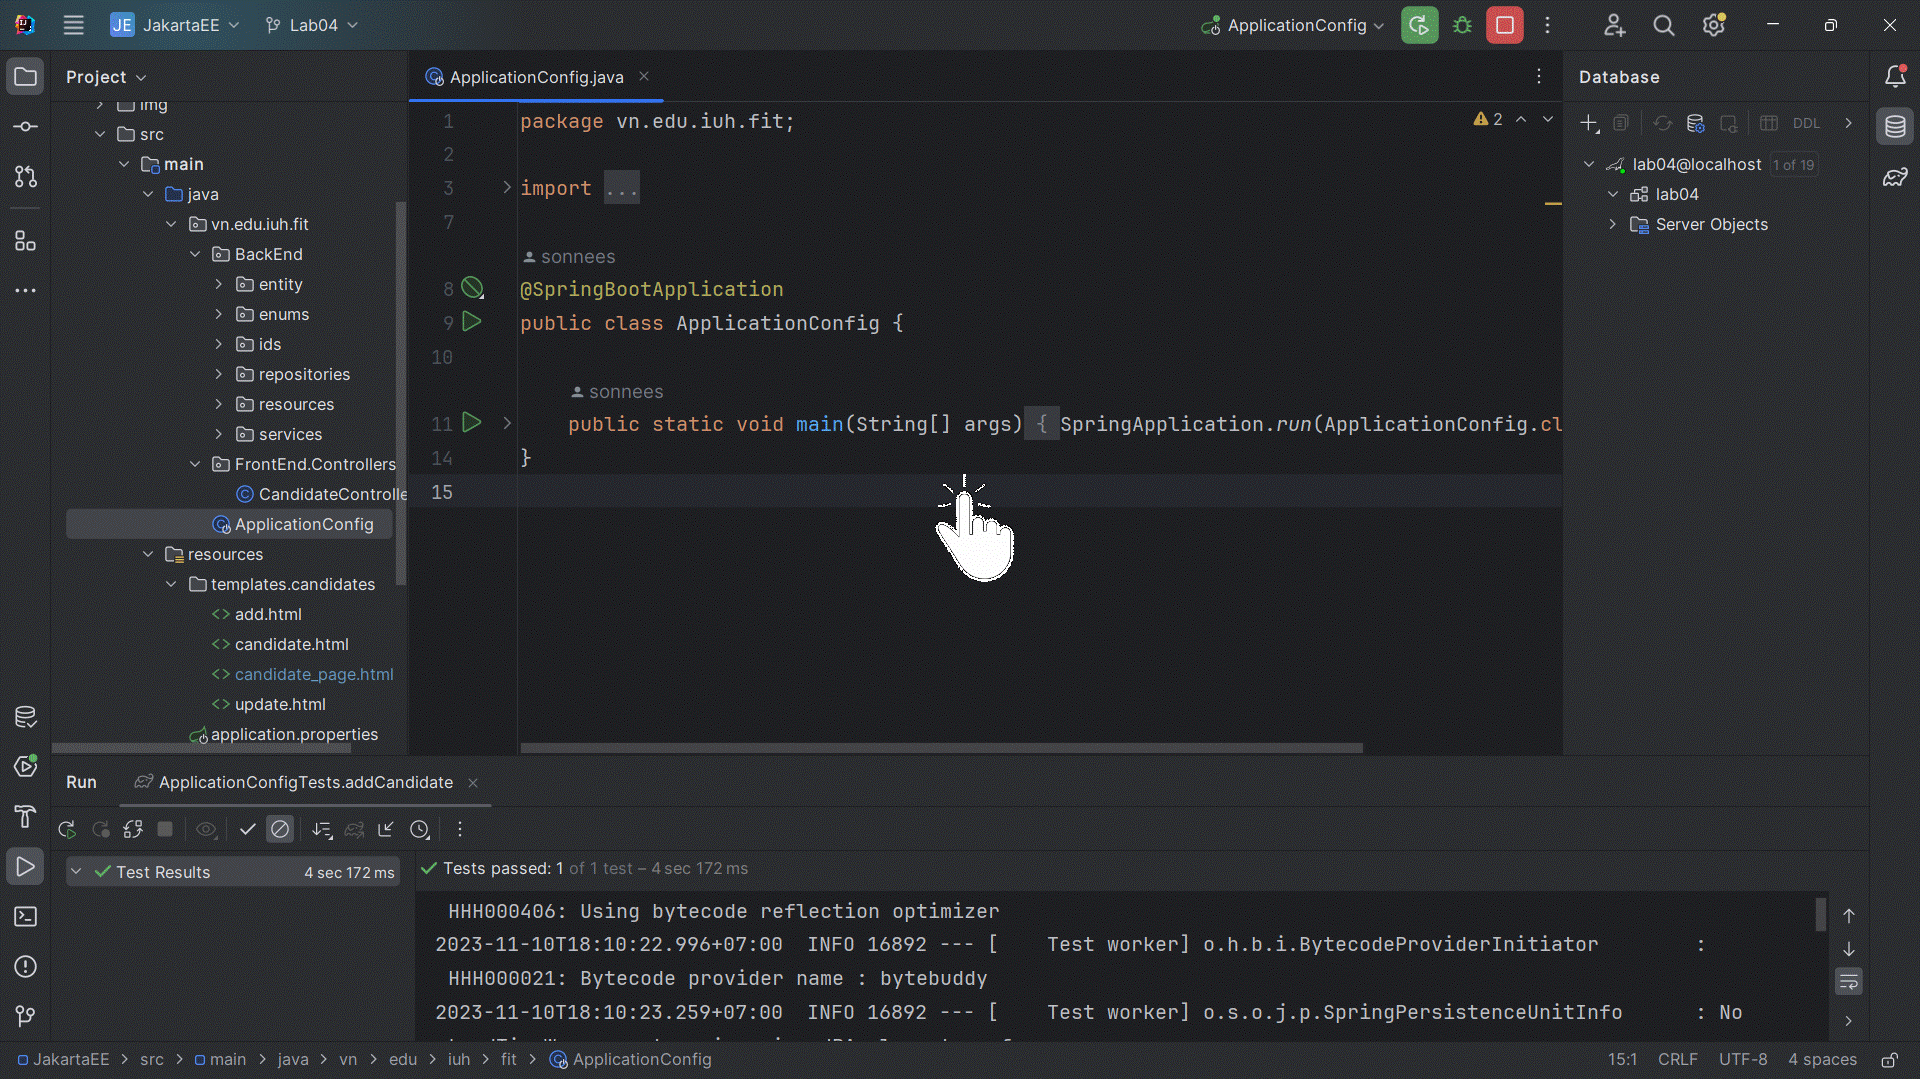 JE JakartaEE Lab04 ApplicationConfig
Project
ApplicationConfig.java
Database
img
src
main
java
vn.edu.iuh.fit
BackEnd
entity
enums
ids
repositories
resources
services
FrontEnd.Controllers
CandidateControlle
ApplicationConfig
resources
templates.candidates
add.html
candidate.html
candidate_page.html
update.html
application.properties
2
1 package vn.edu.iuh.fit;
2
3 import ...
7
sonnees
8 @SpringBootApplication
9 public class ApplicationConfig {
10
sonnees
11 public static void main(String[] args) { SpringApplication.run(ApplicationConfig.cl
14 }
15
DDL
lab04@localhost 1 of 19
lab04
Server Objects
Run ApplicationConfigTests.addCandidate
Test Results 4 sec 172 ms
Tests passed: 1 of 1 test – 4 sec 172 ms
HHH000406: Using bytecode reflection optimizer
2023-11-10T18:10:22.996+07:00 INFO 16892 --- [ Test worker] o.h.b.i.BytecodeProviderInitiator :
HHH000021: Bytecode provider name : bytebuddy
2023-11-10T18:10:23.259+07:00 INFO 16892 --- [ Test worker] o.s.o.j.p.SpringPersistenceUnitInfo : No
JakartaEE > src > main > java > vn > edu > iuh > fit > ApplicationConfig
15:1 CRLF UTF-8 4 spaces